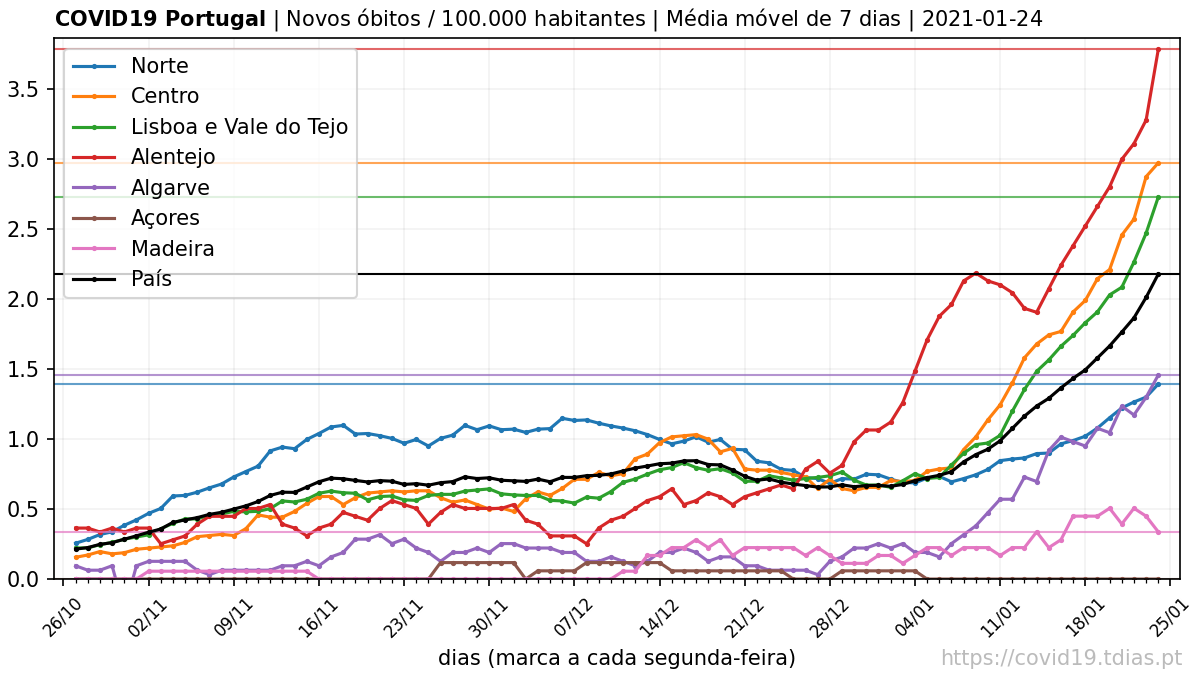 COVID19 Portugal | Novos óbitos / 100.000 habitantes | Média móvel de 7 dias | 2021-01-24
Norte
Centro
Lisboa e Vale do Tejo
Alentejo
Algarve
Açores
Madeira
País
3.5
3.0
2.5
2.0
1.5
1.0
0.5
0.0
26/10
02/11
09/11
16/11
23/11
30/11
07/12
14/12
21/12
28/12
04/01
11/01
18/01
25/01
dias (marca a cada segunda-feira)
https://covid19.tdias.pt